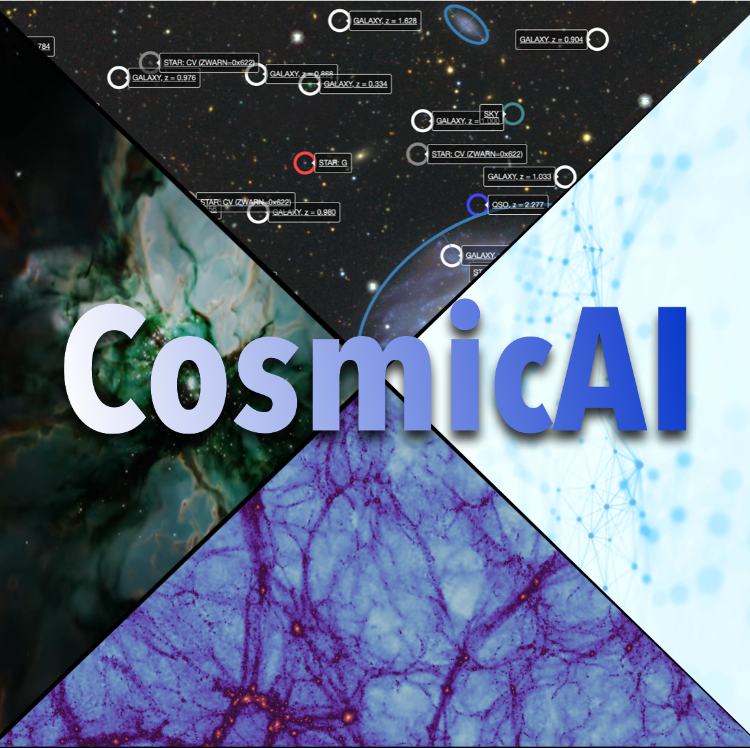 GALAXY, z = 1.628
GALAXY, z = 0.904
784
STAR: CV (ZWARN=0x622)
GALAXY, z = 0.976
GALAXY, z = 0.868
GALAXY, z = 0.334
SKY
GALAXY, z =
STAR: CV (ZWARN=0x622)
STAR: G
GALAXY, z = 1.033
STAR: CV (ZWARN=0x622)
QSO, z = 2.277
GALAXY, z = 0.980
GALAXY,
ST
CosmicAI